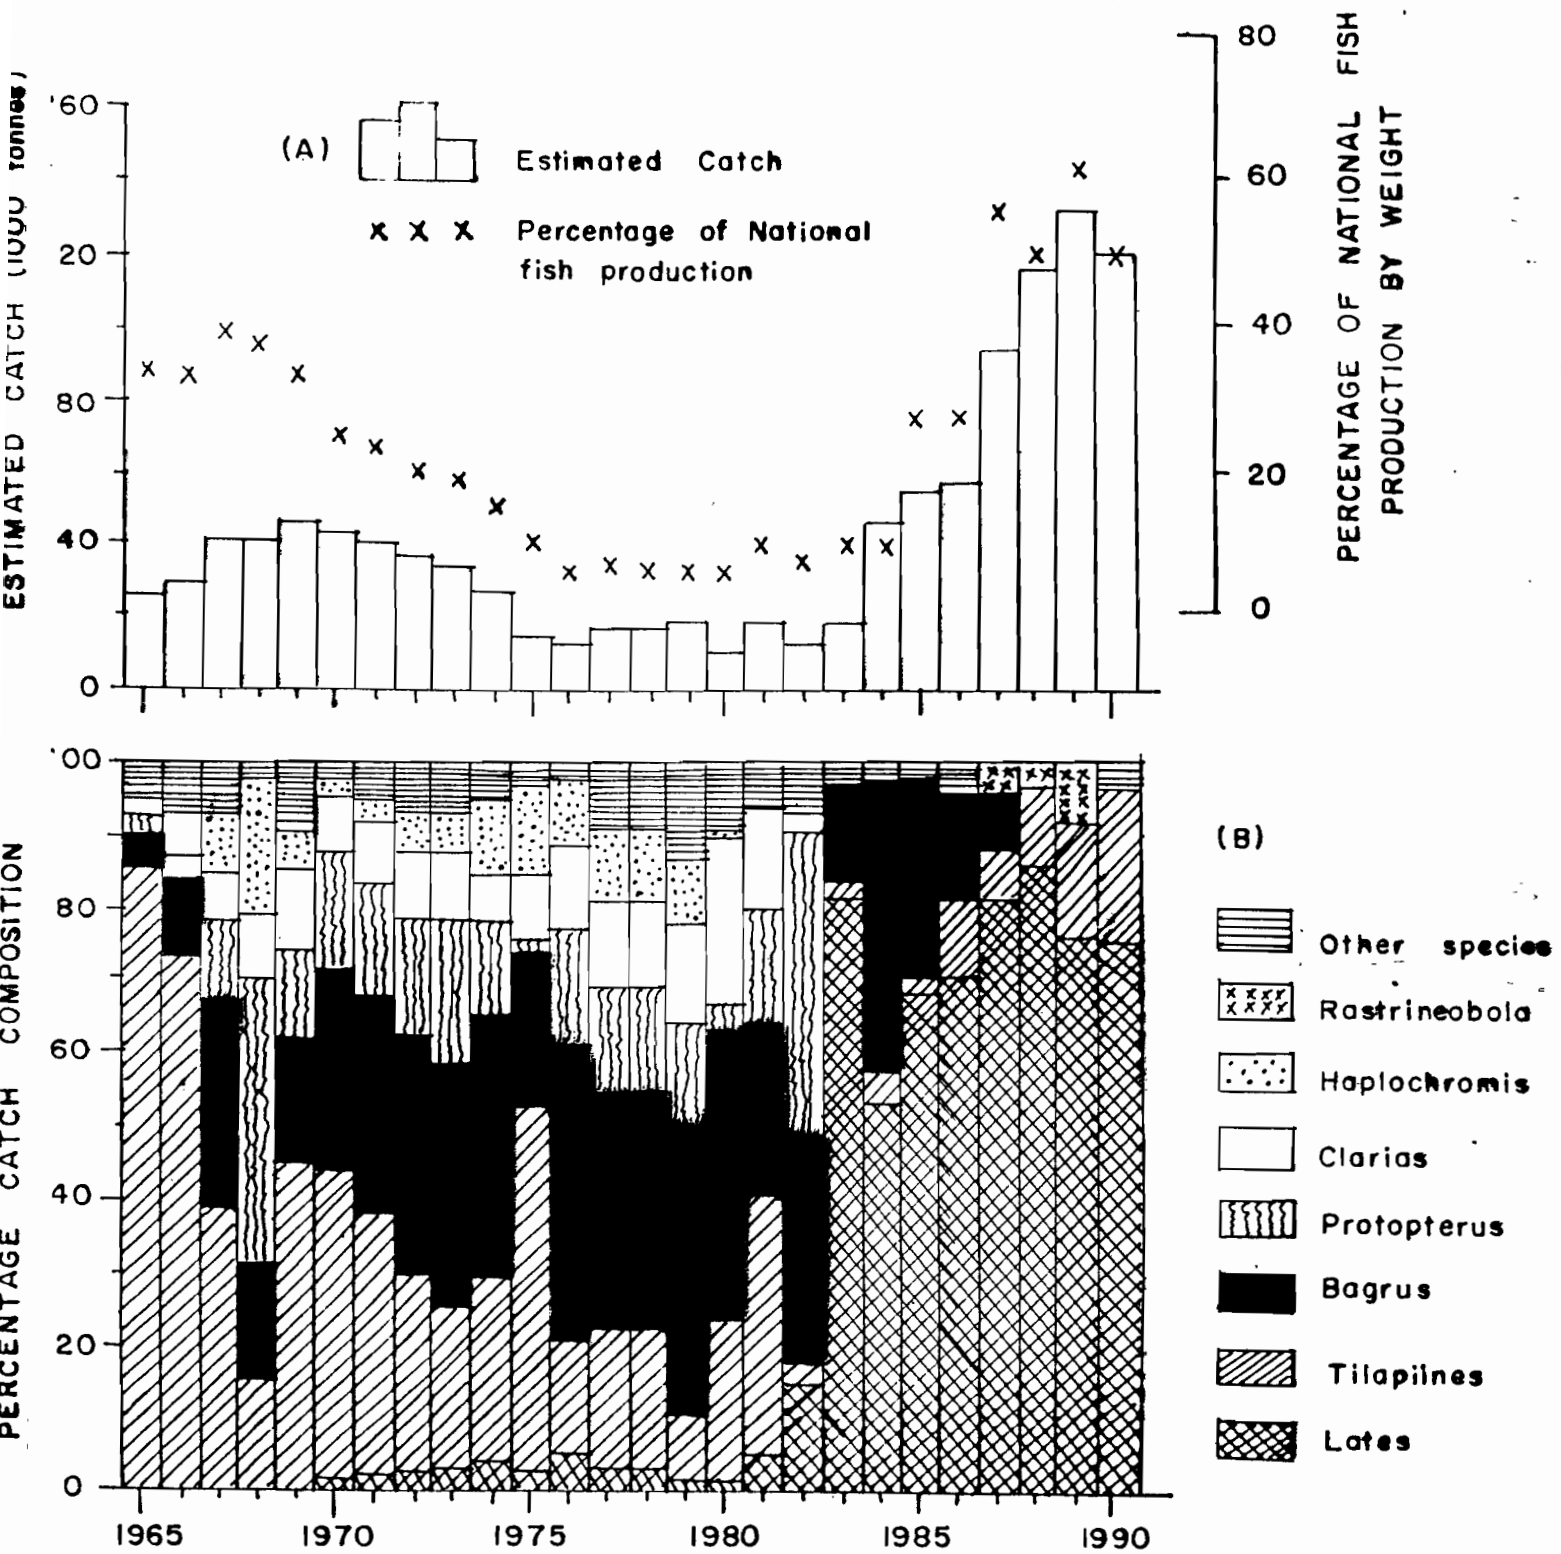 ESTIMATED CATCH (1000 tonnes)
'60
20
80
40
0
(A)
Estimated Catch
x x x Percentage of National
fish production
80
60
40
20
0
PERCENTAGE OF NATIONAL FISH
PRODUCTION BY WEIGHT
PERCENTAGE CATCH COMPOSITION
'00
80
60
40
20
0
1965 1970 1975 1980 1985 1990
(B)
Other species
Rastrineobola
Haplochromis
Clarias
Protopterus
Bagrus
Tilapiines
Lates